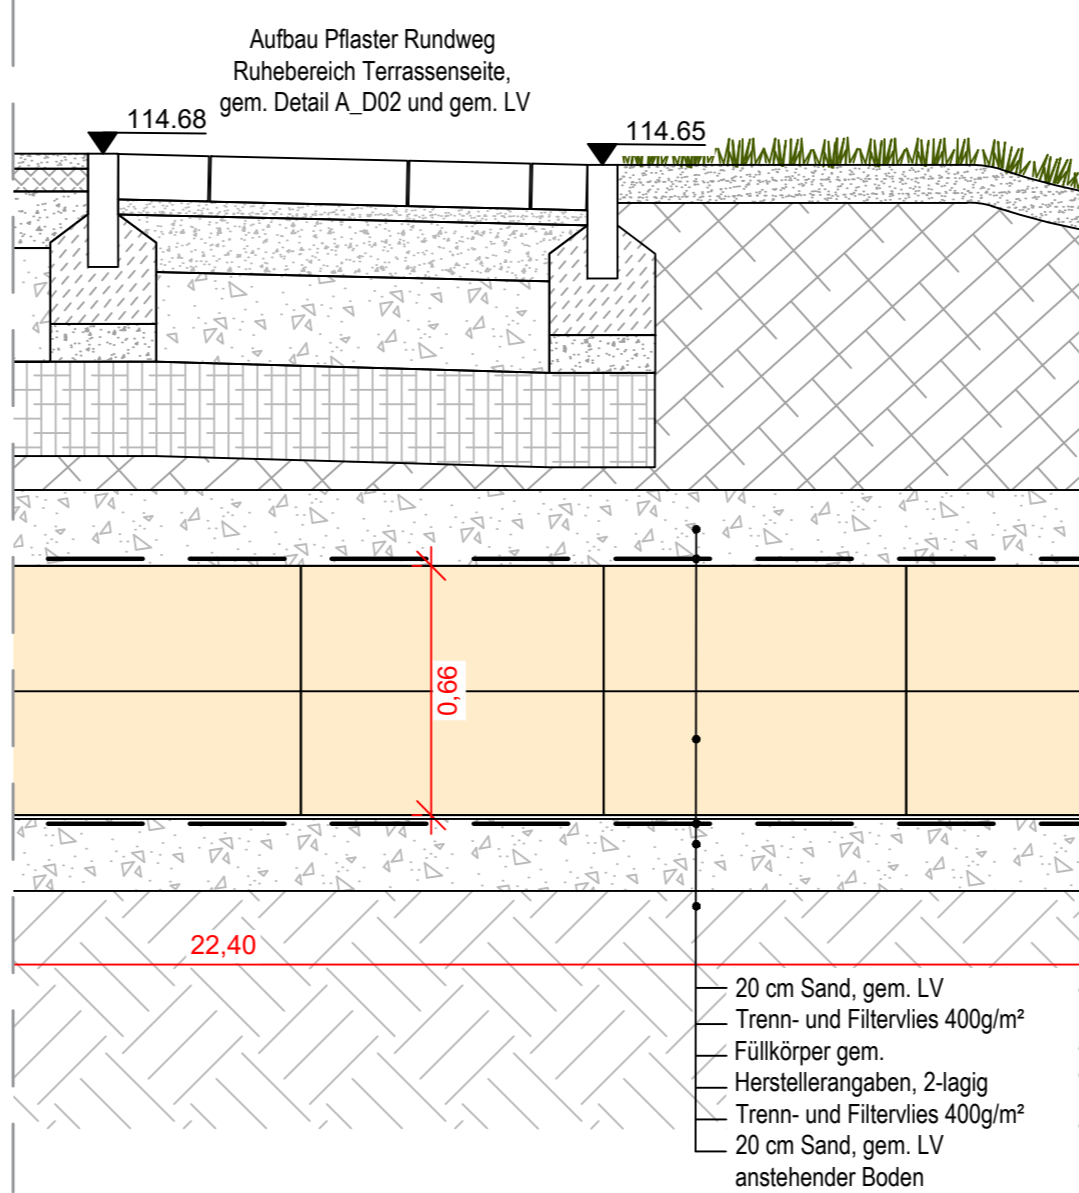 Aufbau Pflaster Rundweg
Ruhebereich Terrassenseite,
gem. Detail A_D02 und gem. LV
114.68
114.65
0,66
22,40
20 cm Sand, gem. LV
Trenn- und Filtervlies 400g/m²
Füllkörper gem.
Herstellerangaben, 2-lagig
Trenn- und Filtervlies 400g/m²
20 cm Sand, gem. LV
anstehender Boden